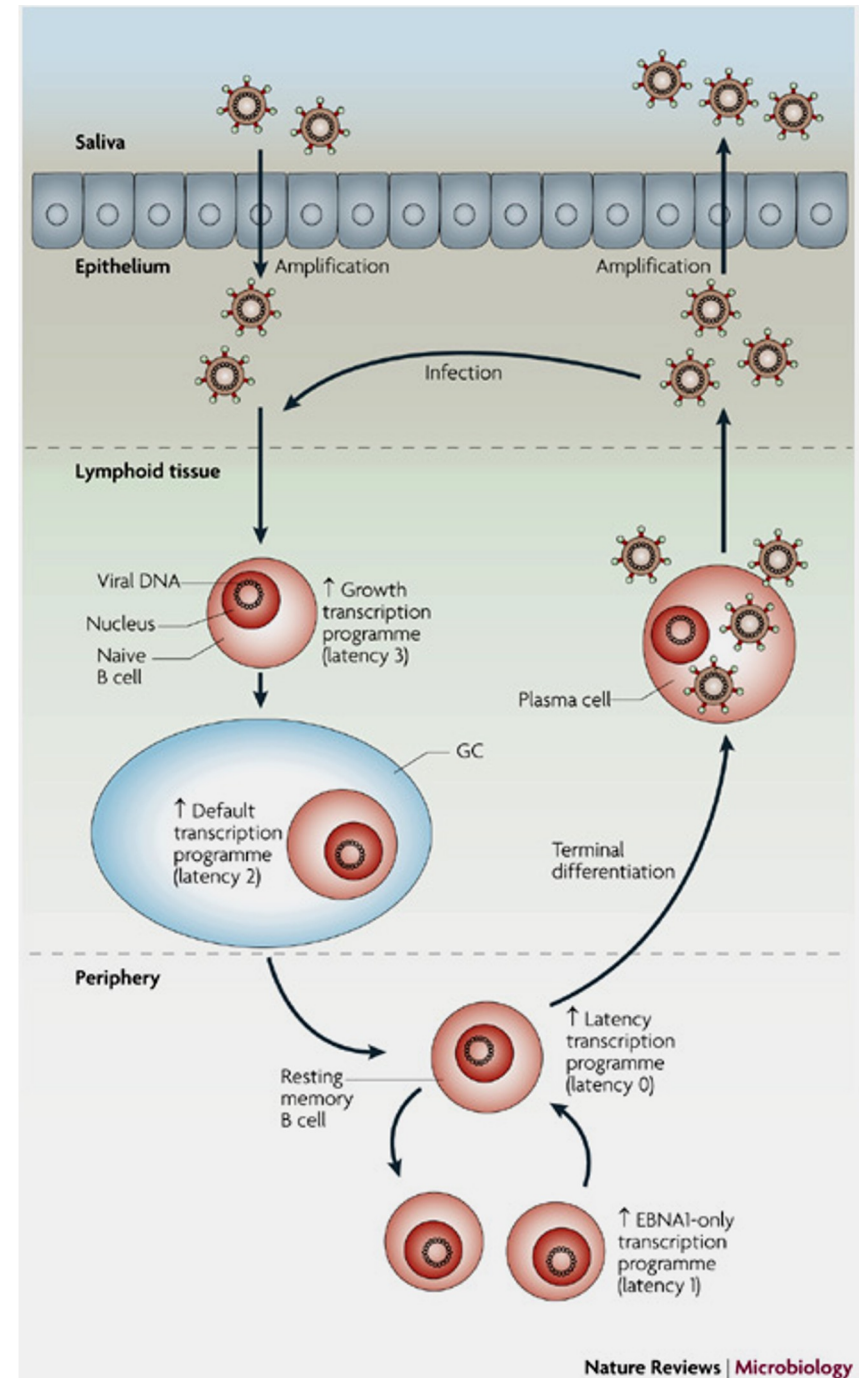 Saliva
Epithelium
Amplification
Amplification
Infection
Lymphoid tissue
Viral DNA
Nucleus
Naive
B cell
↑ Growth
transcription
programme
(latency 3)
Plasma cell
GC
↑ Default
transcription
programme
(latency 2)
Terminal
differentiation
Periphery
Resting
memory
B cell
↑ Latency
transcription
programme
(latency 0)
↑ EBNA1-only
transcription
programme
(latency 1)
Nature Reviews | Microbiology